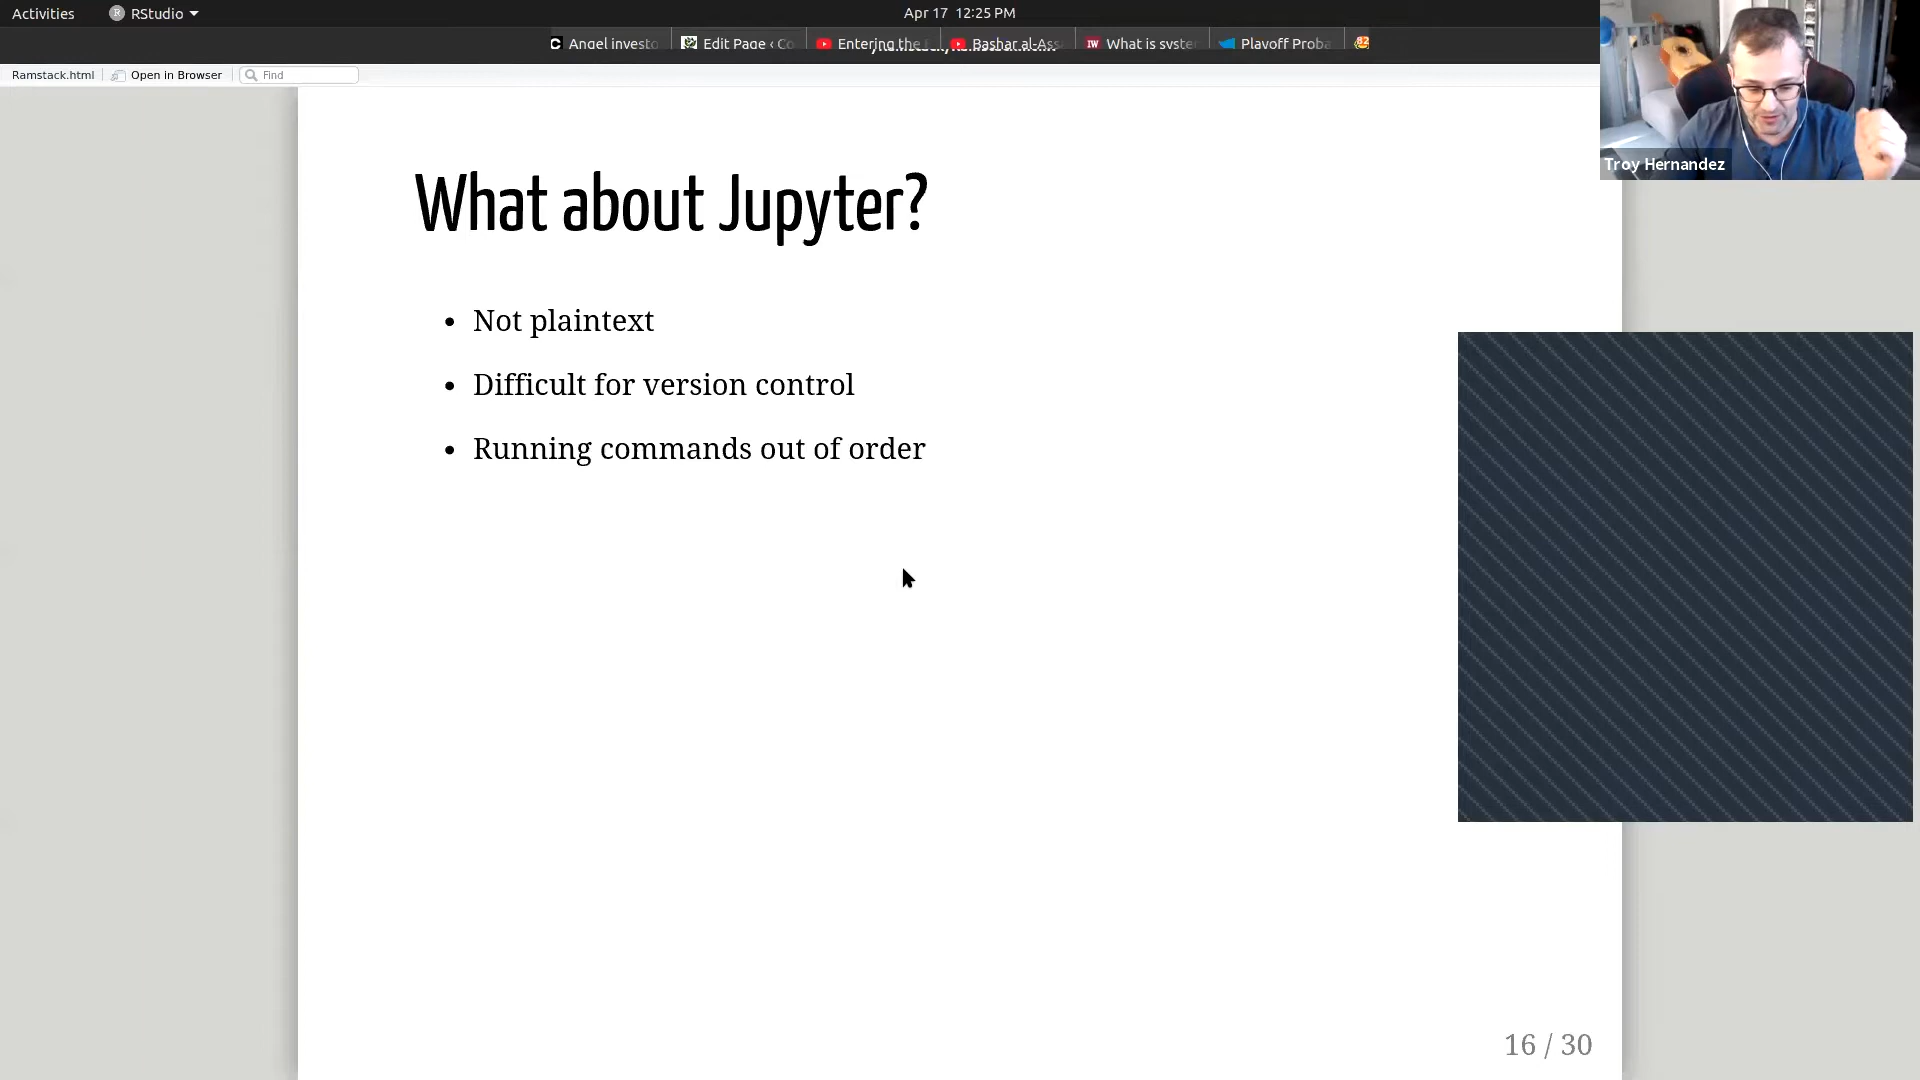 Activities RStudio Apr 17 12:25 PM
Angel investo Edit Page ‹ Co Entering the Bashar al-Ass What is syste Playoff Proba
Ramstack.html Open in Browser Find
Troy Hernandez
What about Jupyter?
• Not plaintext
• Difficult for version control
• Running commands out of order
16 / 30